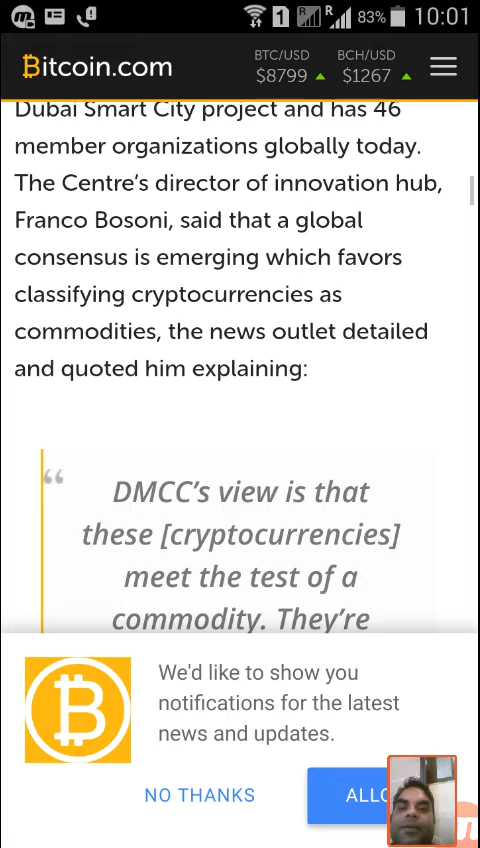 83% 10:01
Bitcoin.com
BTC/USD BCH/USD
$8799 $1267
Dubai Smart City project and has 46
member organizations globally today.
The Centre's director of innovation hub,
Franco Bosoni, said that a global
consensus is emerging which favors
classifying cryptocurrencies as
commodities, the news outlet detailed
and quoted him explaining:
“
DMCC's view is that
these [cryptocurrencies]
meet the test of a
commodity. They're
We'd like to show you
notifications for the latest
news and updates.
NO THANKS ALLO